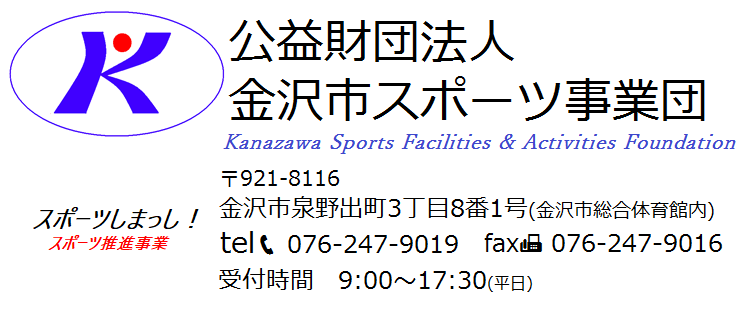 公益財団法人
金沢市スポーツ事業団
Kanazawa Sports Facilities & Activities Foundation
〒921-8116
金沢市泉野出町3丁目8番1号(金沢市総合体育館内)
tel 076-247-9019 fax 076-247-9016
受付時間 9:00～17:30(平日)
スポーツしまっし！
スポーツ推進事業